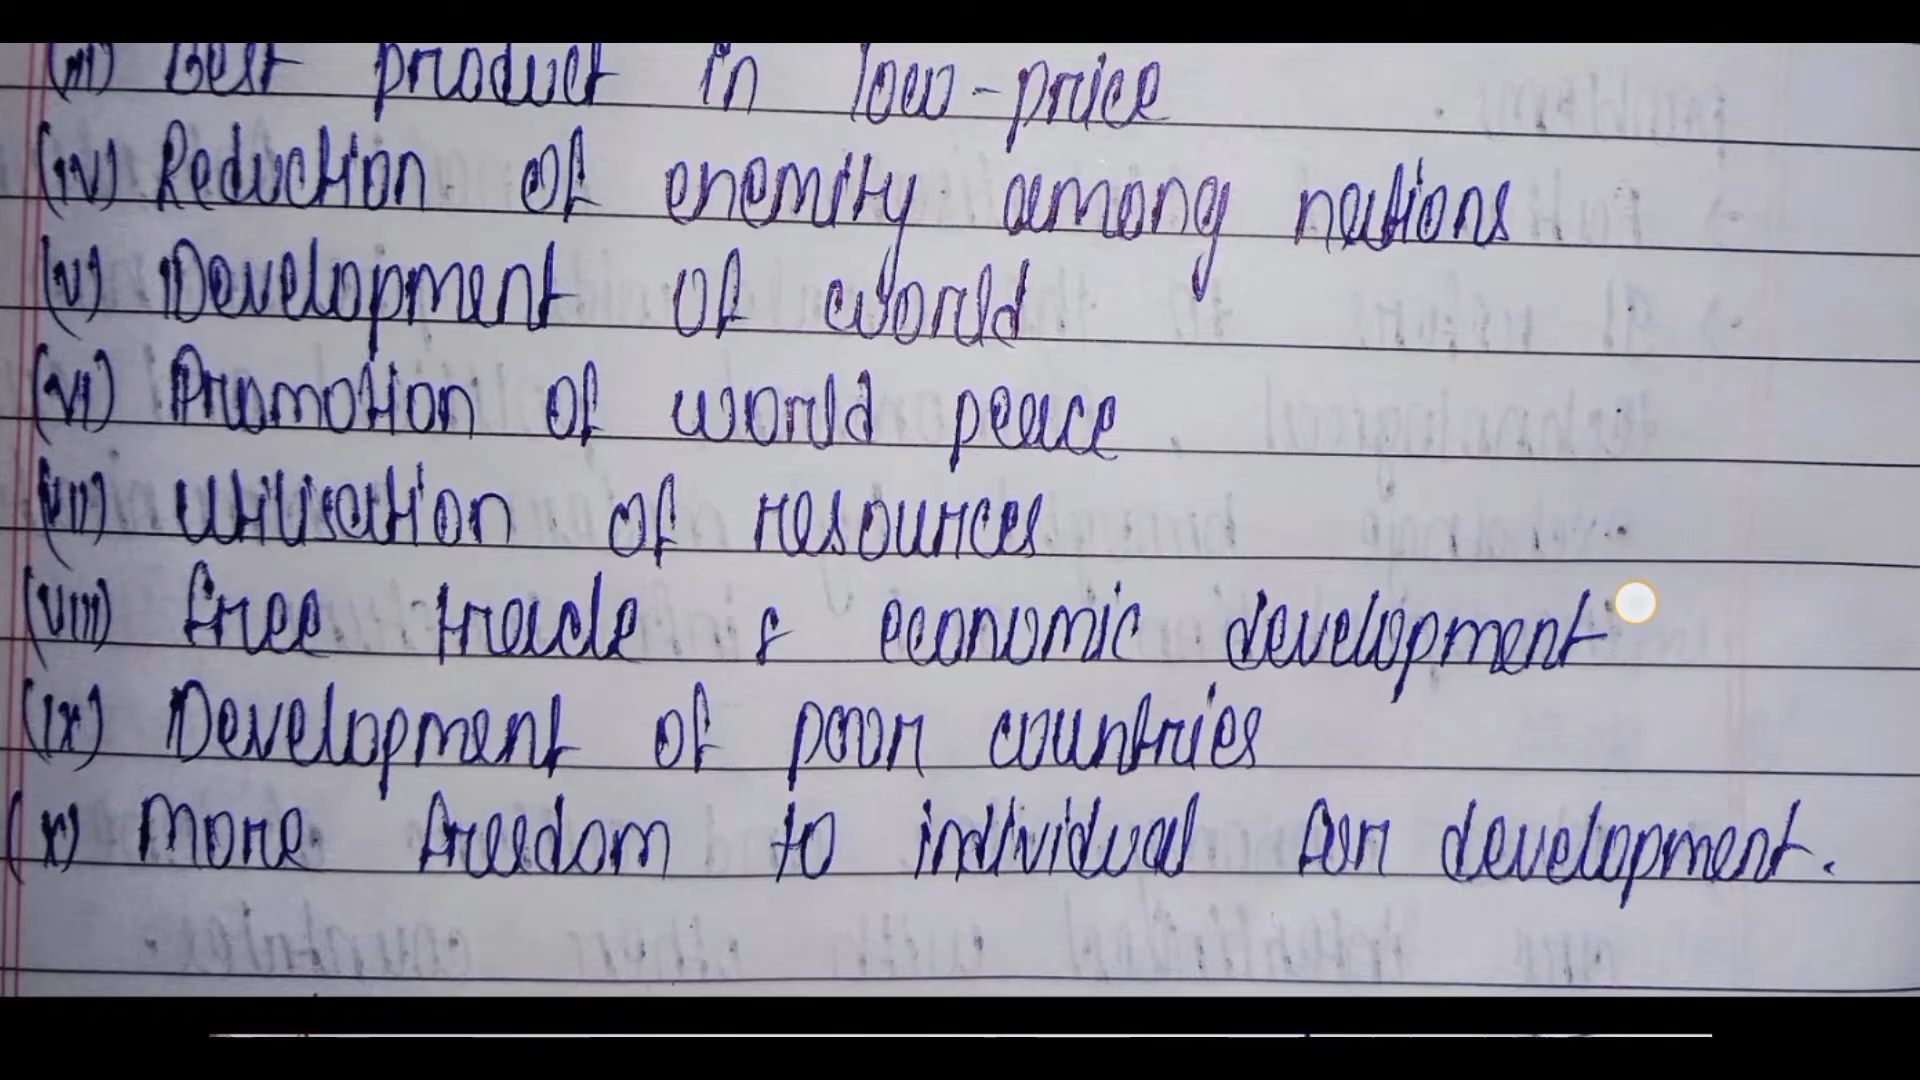 (iii) Best product in low-price
(iv) Reduction of enemity among nations
(v) Development of world
(vi) Promotion of world peace
(vii) Utilisation of resources
(viii) free trade & economic development
(ix) Development of poor countries
(x) More freedom to individual for development.